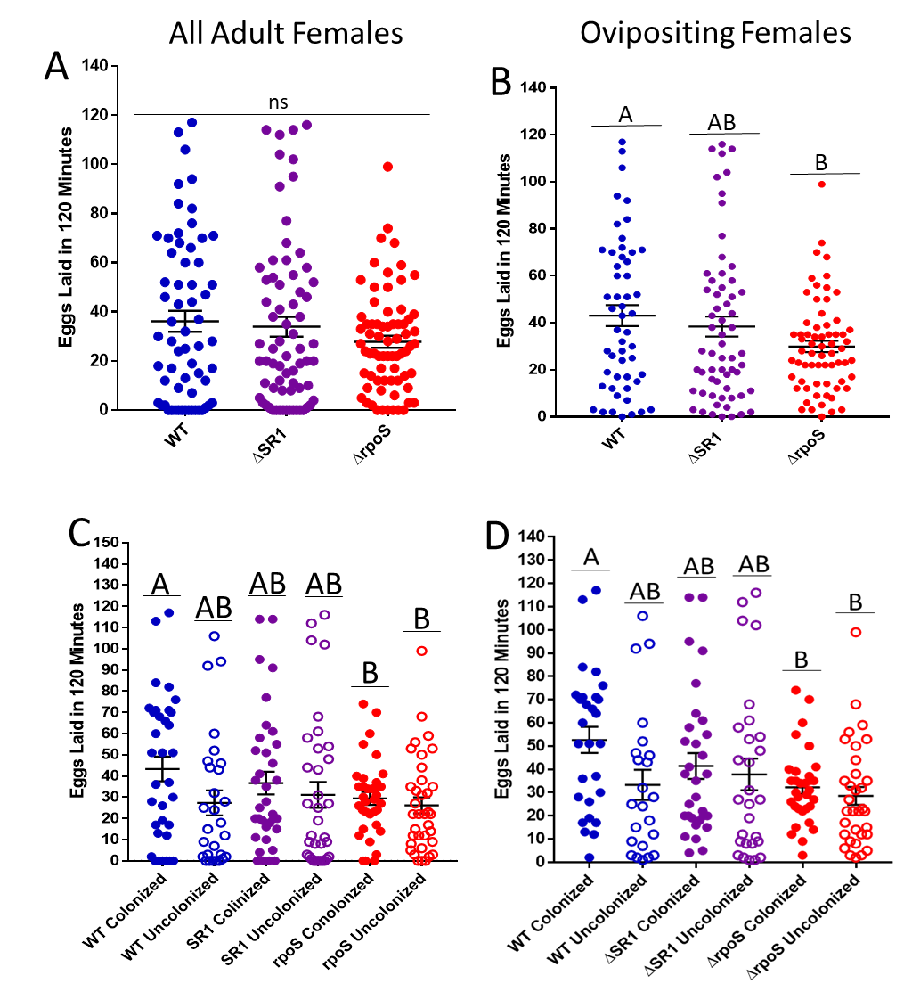 All Adult Females
Ovipositing Females
A
Eggs Laid in 120 Minutes
140
120
100
80
60
40
20
0
ns
WT
ΔSR1
ΔrpoS
B
Eggs Laid in 120 Minutes
140
120
100
80
60
40
20
0
A
AB
B
WT
ΔSR1
ΔrpoS
C
Eggs Laid in 120 Minutes
150
140
130
120
110
100
90
80
70
60
50
40
30
20
10
0
A
AB
AB
AB
B
B
WT Colonized
WT Uncolonized
SR1 Colinized
SR1 Uncolonized
rpoS Conolonzed
rpoS Uncolonized
D
Eggs Laid in 120 Minutes
140
130
120
110
100
90
80
70
60
50
40
30
20
10
0
A
AB
AB
AB
B
B
WT Colonized
WT Uncolonized
ΔSR1 Colonized
ΔSR1 Uncolonized
ΔrpoS Colonized
ΔrpoS Uncolonized